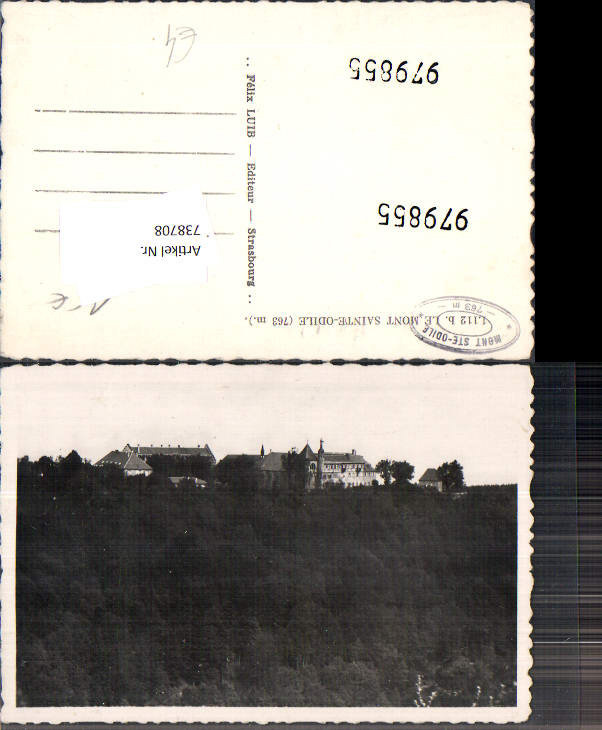 1.112 b. LE MONT SAINTE-ODILE (763 m.).
* MONT STE-ODILE *
— 763 m —
.. Félix LUIB — Editeur — Strasbourg ..
979855
979855
Artikel Nr.
738708